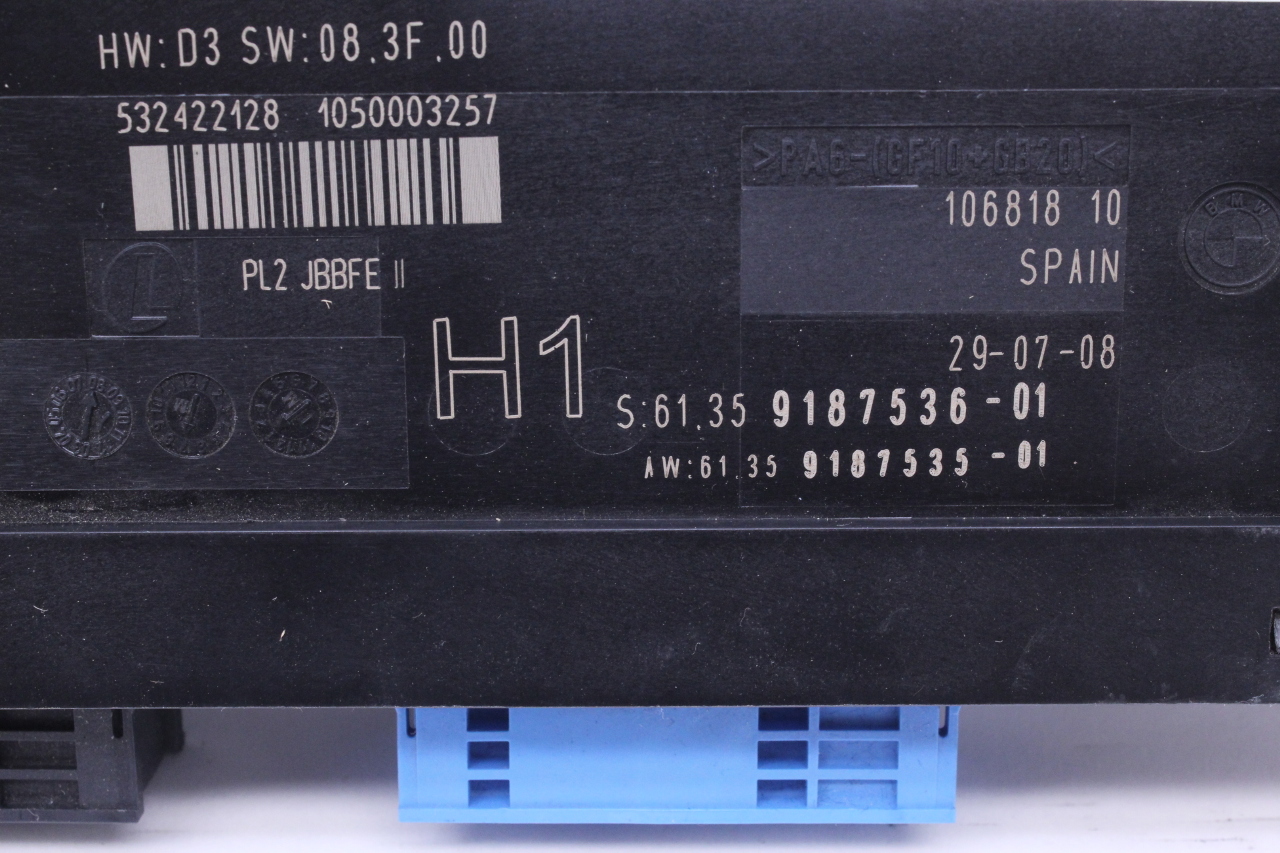 HW: D3 SW: 08.3F.00
532422128 1050003257
>PA6-(GF10+GB20)<
106818 10
SPAIN
BMW
PL2 JBBFE II
H1
29-07-08
S:61.35 9187536-01
AW:61.35 9187535-01